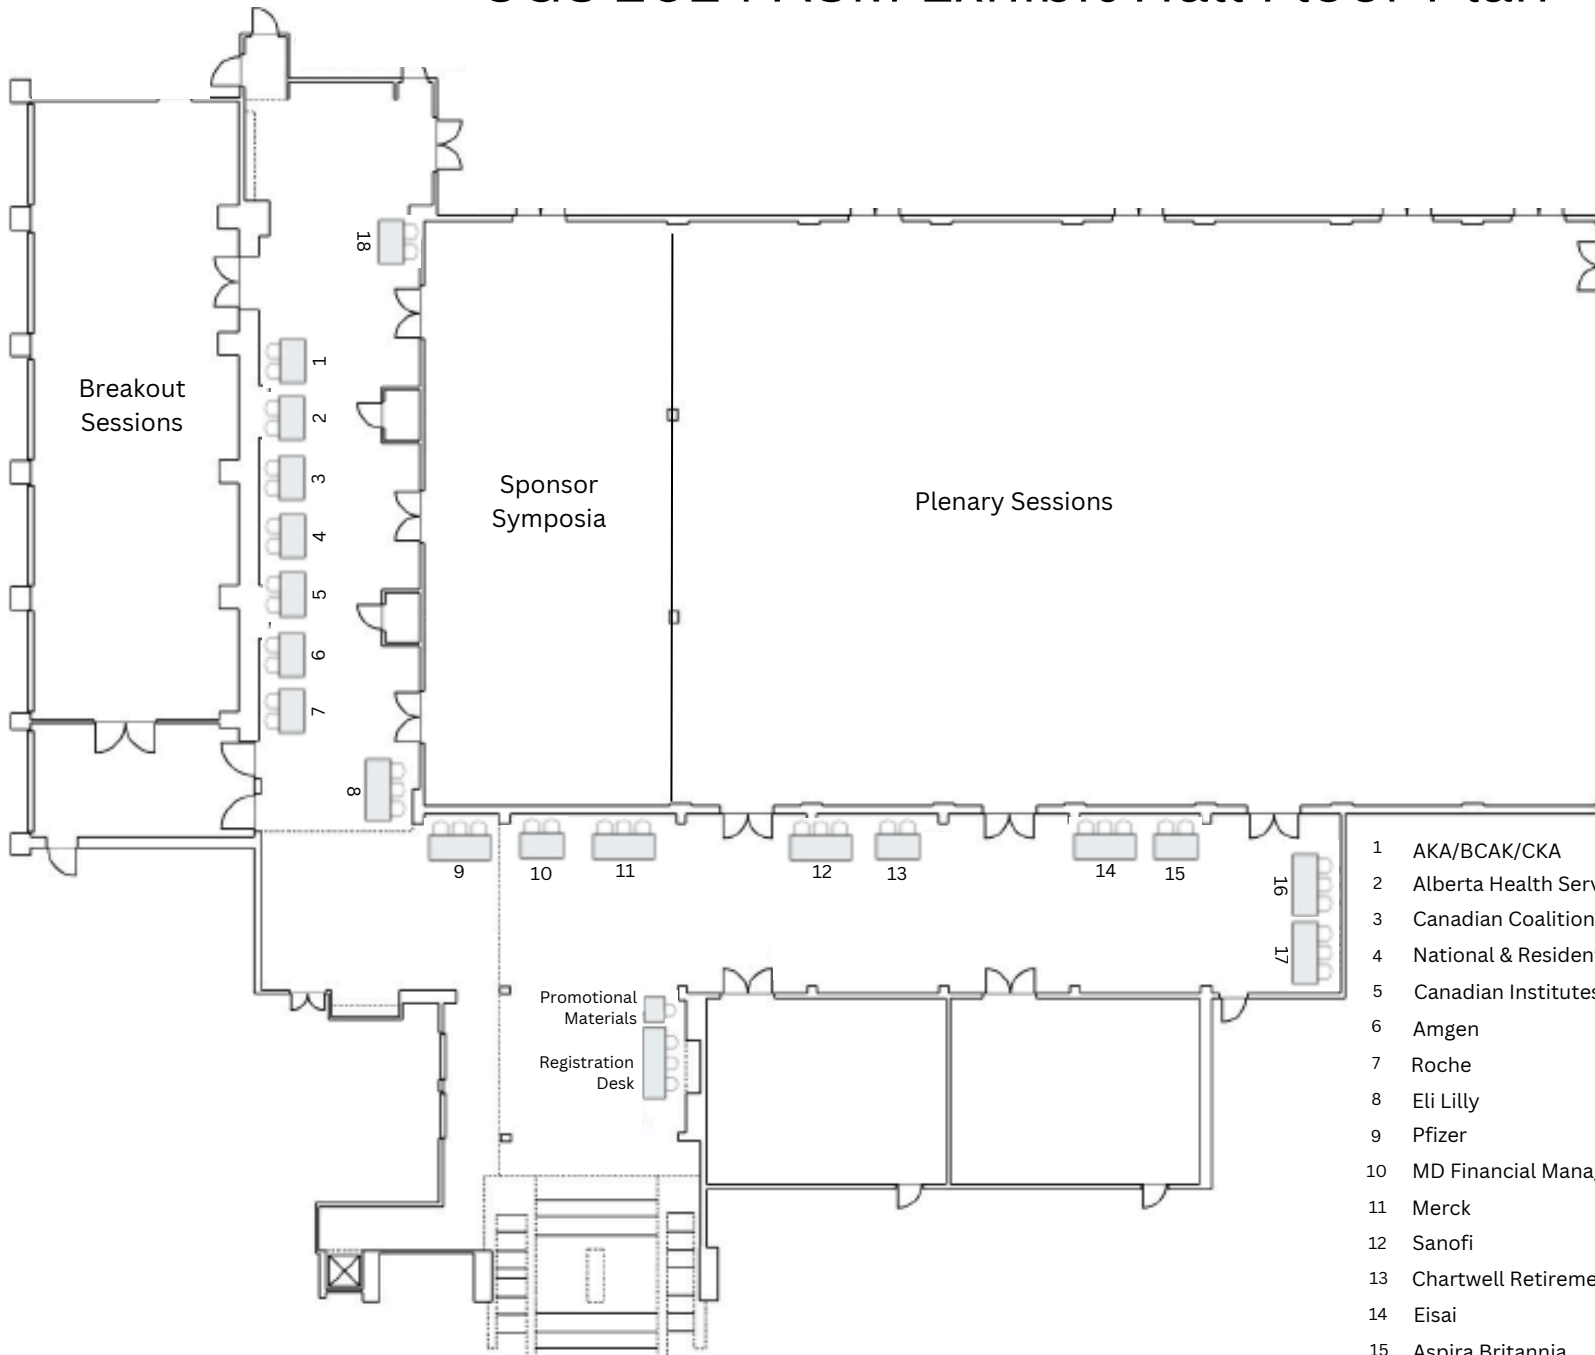 18
1
2
3
4
5
6
7
8
Breakout
Sessions
Sponsor
Symposia
Plenary Sessions
9
10
11
12
13
14
15
16
17
Promotional
Materials
Registration
Desk
1 AKA/BCAK/CKA
2 Alberta Health Serv
3 Canadian Coalition
4 National & Residen
5 Canadian Institutes
6 Amgen
7 Roche
8 Eli Lilly
9 Pfizer
10 MD Financial Mana
11 Merck
12 Sanofi
13 Chartwell Retireme
14 Eisai
15 Aspira Britannia